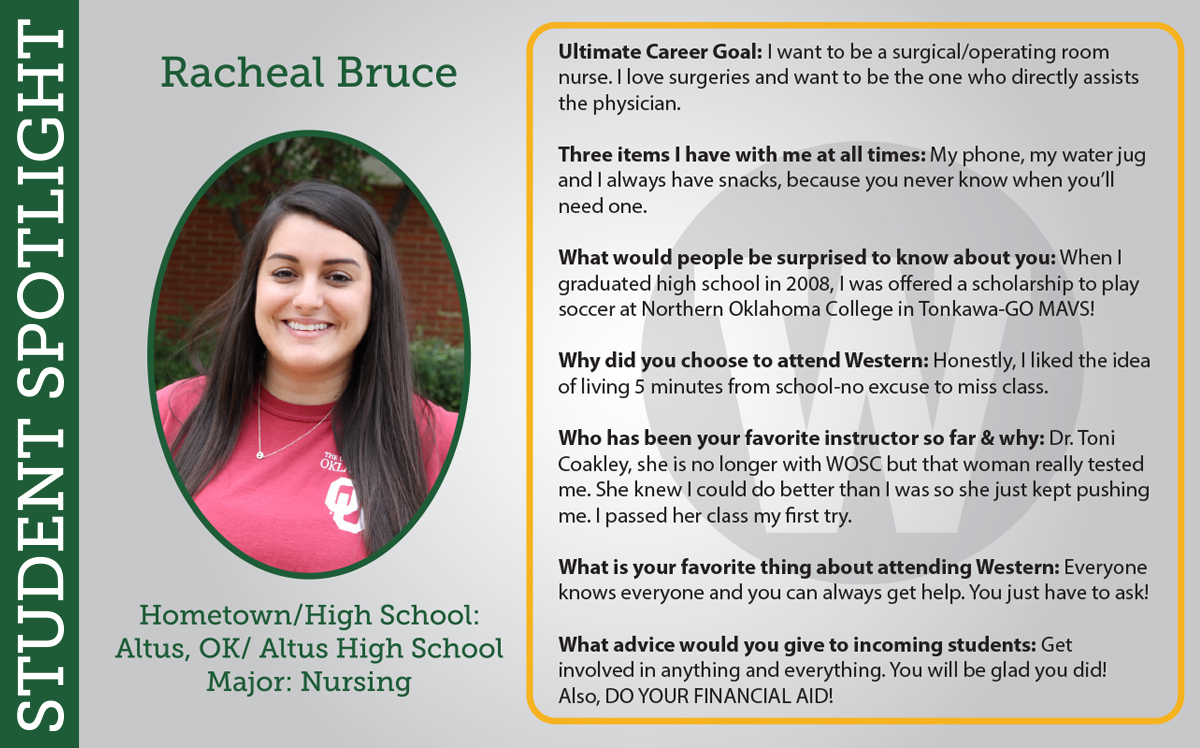 STUDENT SPOTLIGHT
Racheal Bruce
THE U
OKLA
OU
Hometown/High School:
Altus, OK/ Altus High School
Major: Nursing
W
Ultimate Career Goal: I want to be a surgical/operating room
nurse. I love surgeries and want to be the one who directly assists
the physician.
Three items I have with me at all times: My phone, my water jug
and I always have snacks, because you never know when you’ll
need one.
What would people be surprised to know about you: When I
graduated high school in 2008, I was offered a scholarship to play
soccer at Northern Oklahoma College in Tonkawa-GO MAVS!
Why did you choose to attend Western: Honestly, I liked the idea
of living 5 minutes from school-no excuse to miss class.
Who has been your favorite instructor so far & why: Dr. Toni
Coakley, she is no longer with WOSC but that woman really tested
me. She knew I could do better than I was so she just kept pushing
me. I passed her class my first try.
What is your favorite thing about attending Western: Everyone
knows everyone and you can always get help. You just have to ask!
What advice would you give to incoming students: Get
involved in anything and everything. You will be glad you did!
Also, DO YOUR FINANCIAL AID!